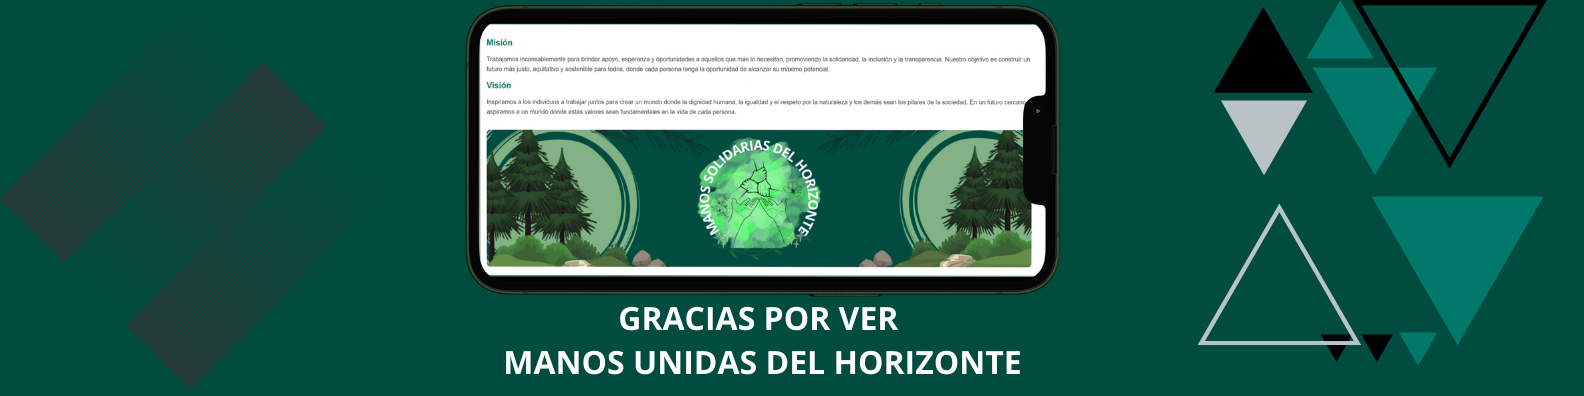 Misión
Trabajamos incansablemente para brindar apoyo, esperanza y oportunidades a aquellos que más lo necesitan, promoviendo la solidaridad, la inclusión y la transparencia. Nuestro objetivo es construir un
futuro más justo, equitativo y sostenible para todos, donde cada persona tenga la oportunidad de alcanzar su máximo potencial.
Visión
Inspiramos a los individuos a trabajar juntos para crear un mundo donde la dignidad humana, la igualdad y el respeto por la naturaleza y los demás sean los pilares de la sociedad. En un futuro cercano
aspiramos a un mundo donde estas valores sean fundamentales en la vida de cada persona.
MANOS SOLIDARIAS DEL HORIZONTE
GRACIAS POR VER
MANOS UNIDAS DEL HORIZONTE